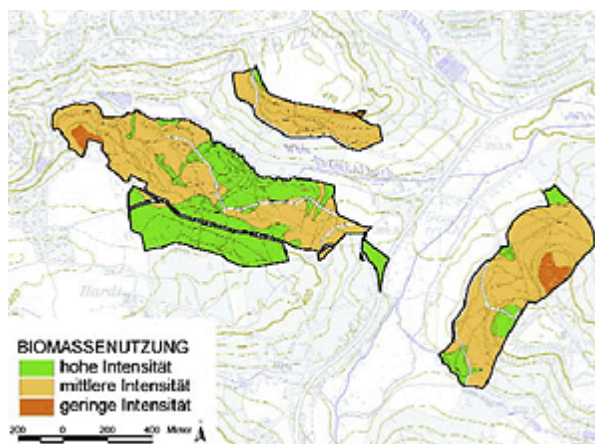 BIOMASSENUTZUNG
hohe Intensität
mittlere Intensität
geringe Intensität
200 0 200 400 Meter